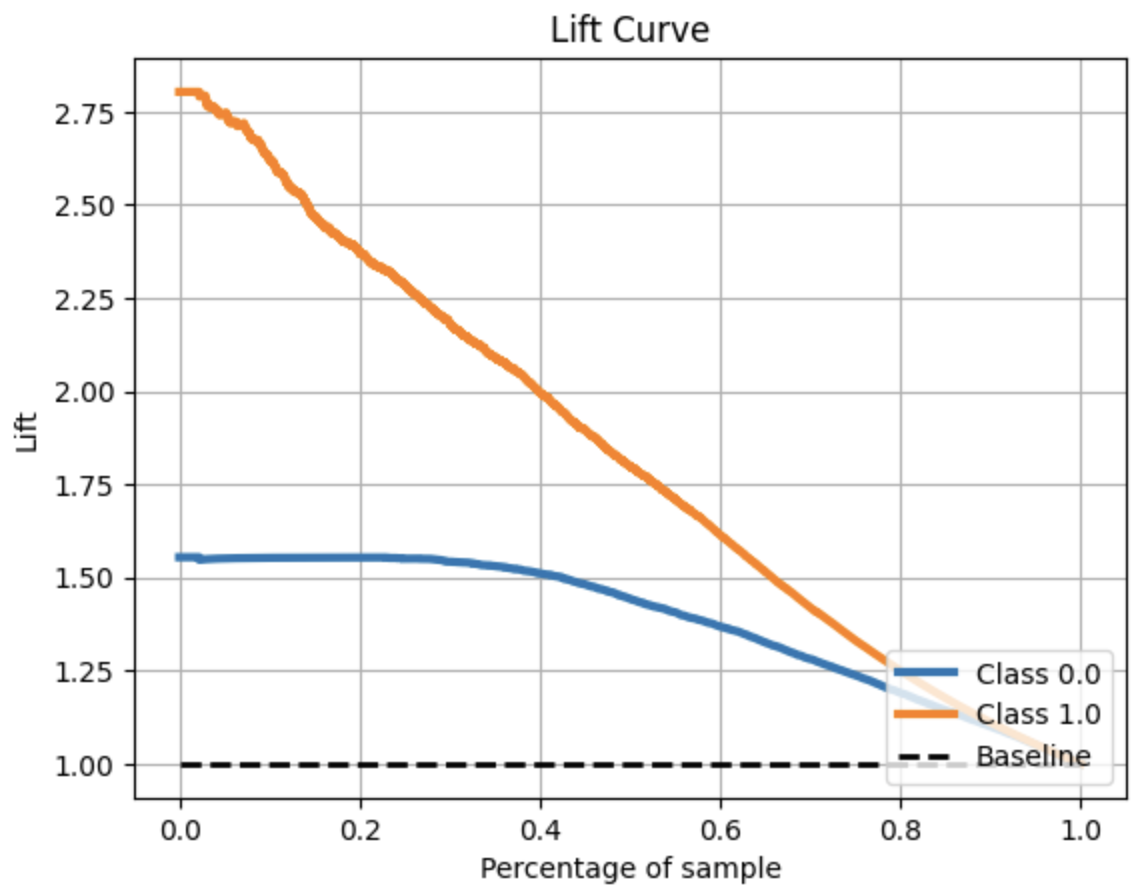 Lift Curve
2.75
2.50
2.25
2.00
1.75
1.50
1.25
1.00
Lift
Class 0.0
Class 1.0
Baseline
0.0 0.2 0.4 0.6 0.8 1.0
Percentage of sample